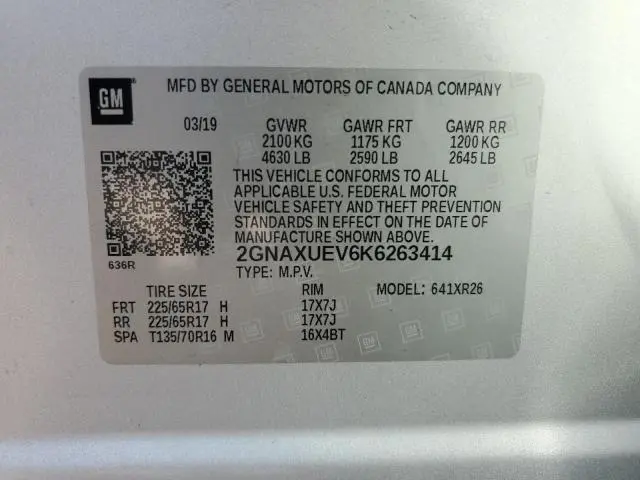 GM
MFD BY GENERAL MOTORS OF CANADA COMPANY
03/19 GVWR GAWR FRT GAWR RR
2100 KG 1175 KG 1200 KG
4630 LB 2590 LB 2645 LB
THIS VEHICLE CONFORMS TO ALL
APPLICABLE U.S. FEDERAL MOTOR
VEHICLE SAFETY AND THEFT PREVENTION
STANDARDS IN EFFECT ON THE DATE OF
MANUFACTURE SHOWN ABOVE.
636R 2GNAXUEV6K6263414
TYPE: M.P.V.
TIRE SIZE RIM MODEL: 641XR26
FRT 225/65R17 H 17X7J
RR 225/65R17 H 17X7J
SPA T135/70R16 M 16X4BT